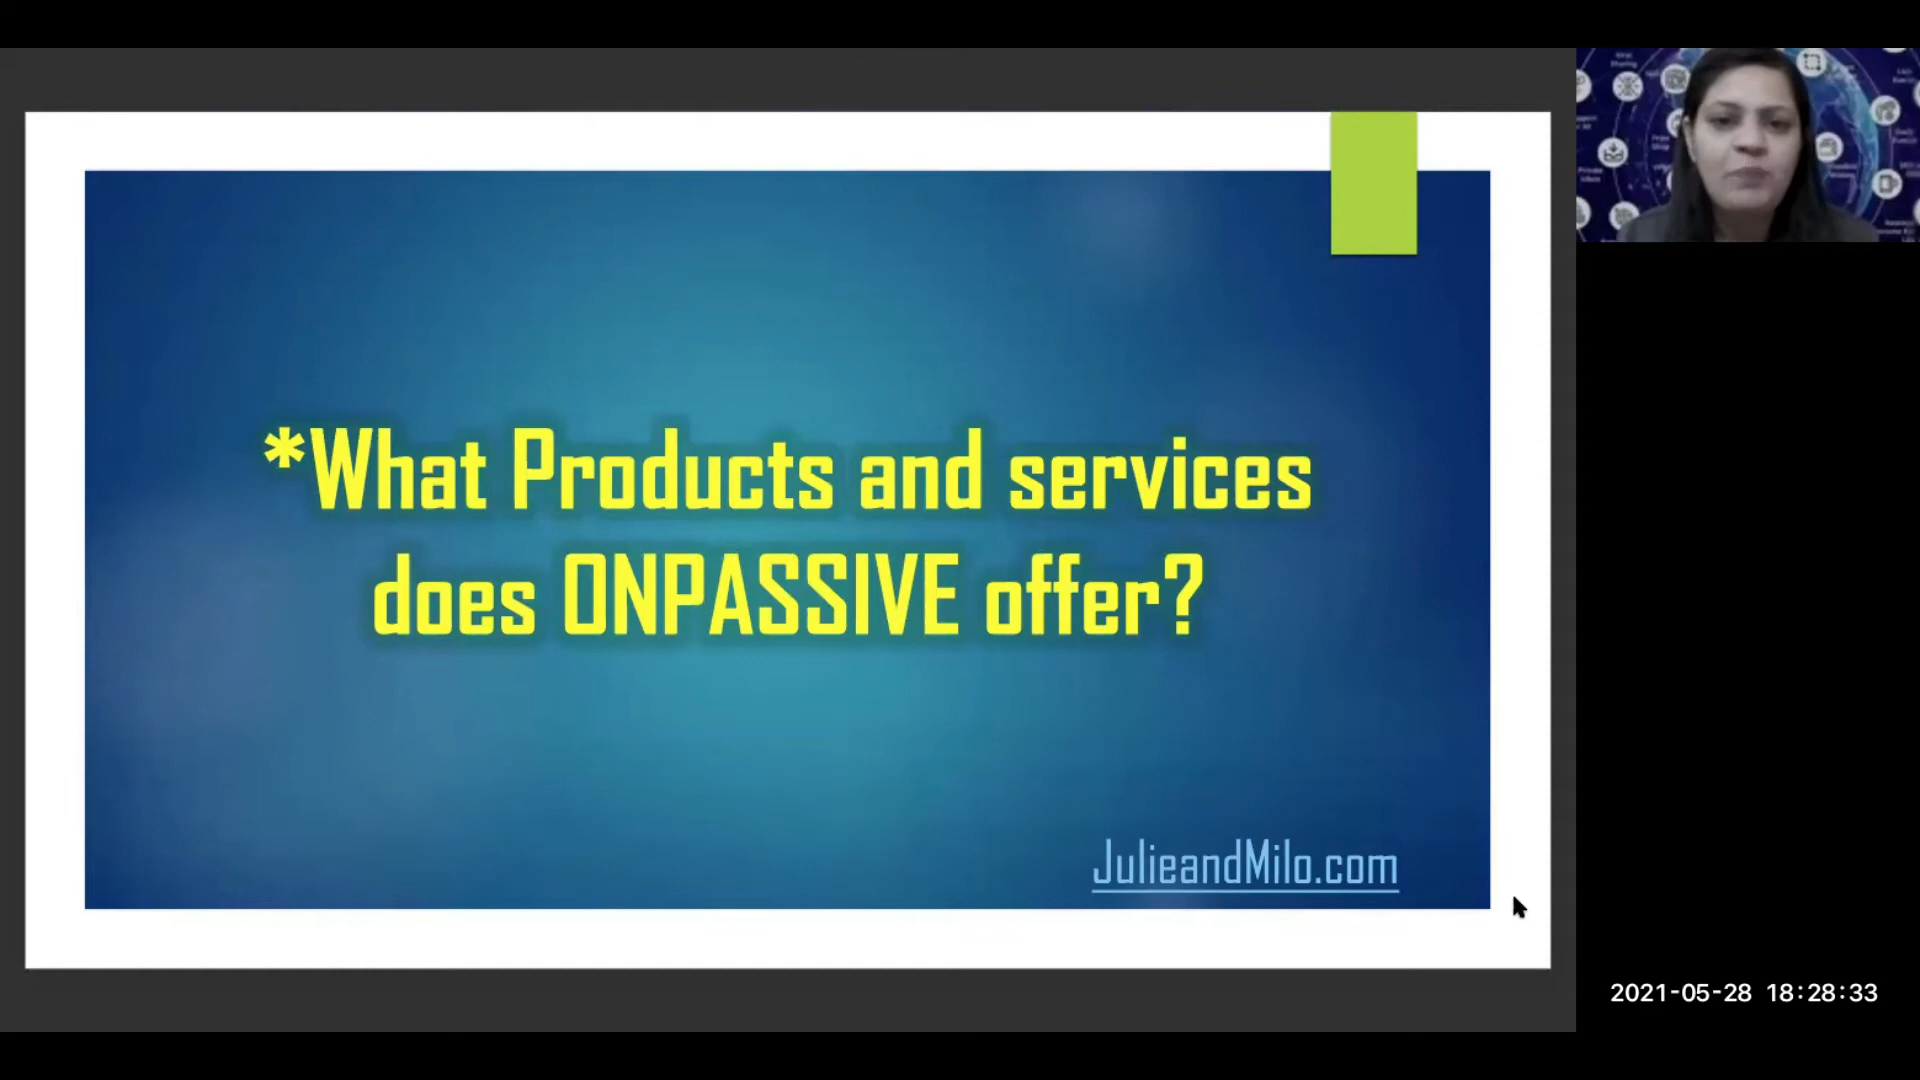 *What Products and services
does ONPASSIVE offer?
JulieandMilo.com
2021-05-28 18:28:33